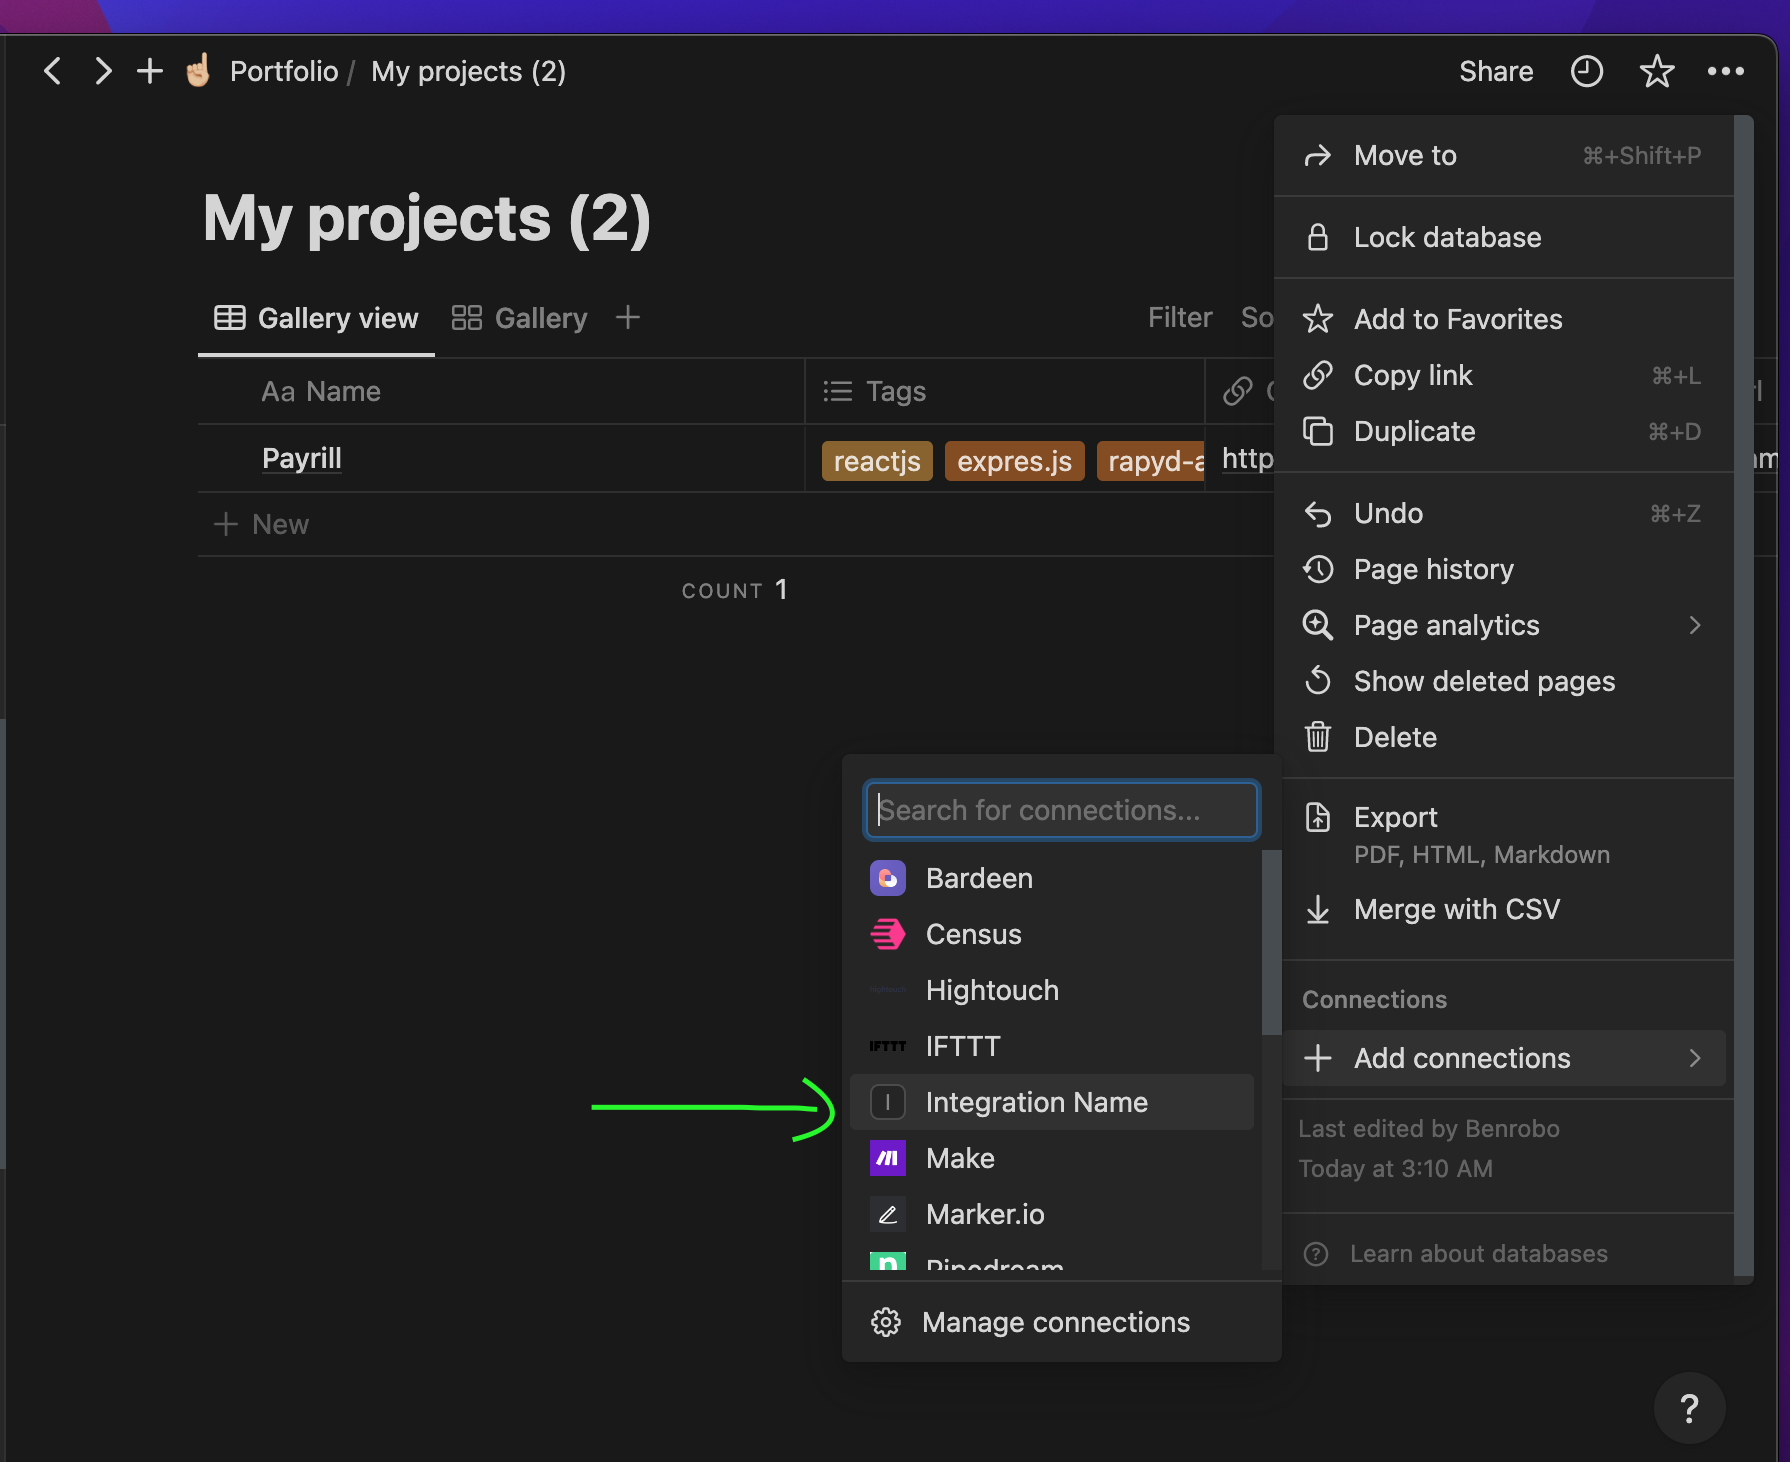 Portfolio / My projects (2)
Share
My projects (2)
Gallery view
Gallery
Filter
Aa Name
Tags
Payrill
reactjs
expres.js
rapyd-a
http
New
COUNT 1
Move to ⌘+Shift+P
Lock database
Add to Favorites
Copy link ⌘+L
Duplicate ⌘+D
Undo ⌘+Z
Page history
Page analytics
Show deleted pages
Delete
Export
PDF, HTML, Markdown
Merge with CSV
Connections
Add connections
Last edited by Benrobo
Today at 3:10 AM
Learn about databases
Search for connections...
Bardeen
Census
Hightouch
IFTTT IFTTT
I Integration Name
Make
Marker.io
Pipedream
Manage connections
?